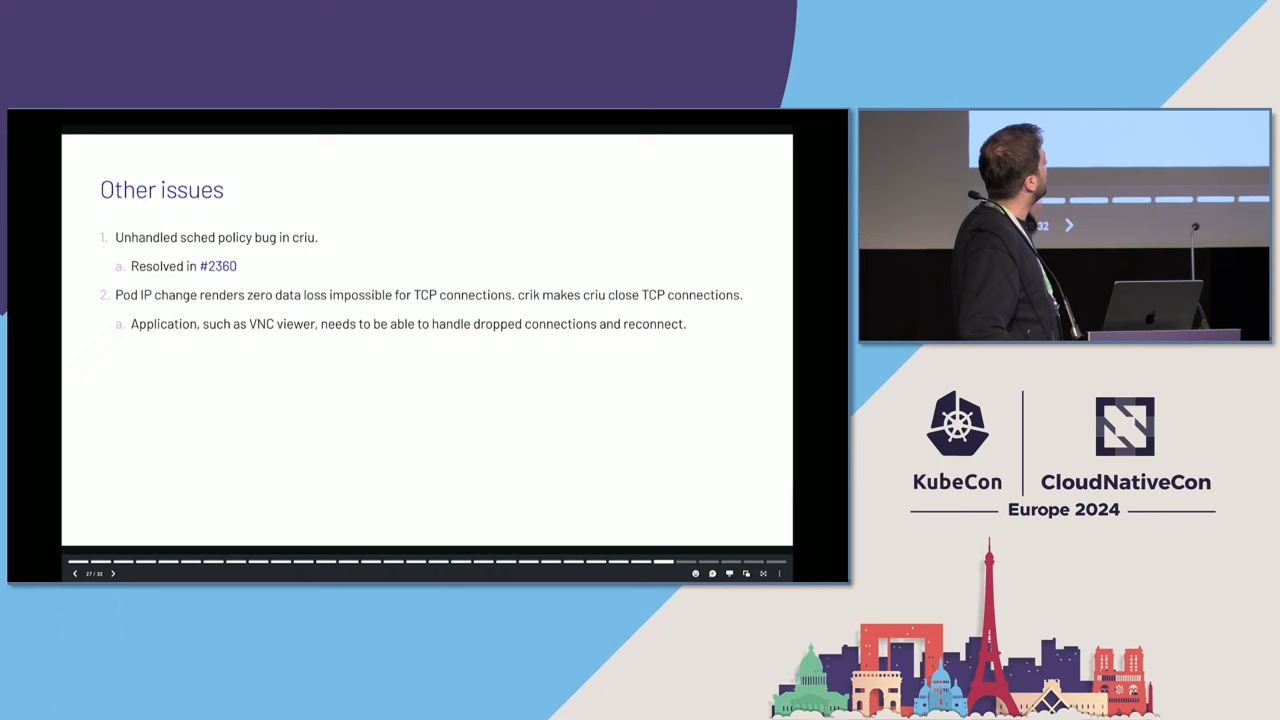 Other issues
1. Unhandled sched policy bug in criu.
a. Resolved in #2360
2. Pod IP change renders zero data loss impossible for TCP connections. crik makes criu close TCP connections.
a. Application, such as VNC viewer, needs to be able to handle dropped connections and reconnect.
27 / 32
32
KubeCon
CloudNativeCon
Europe 2024